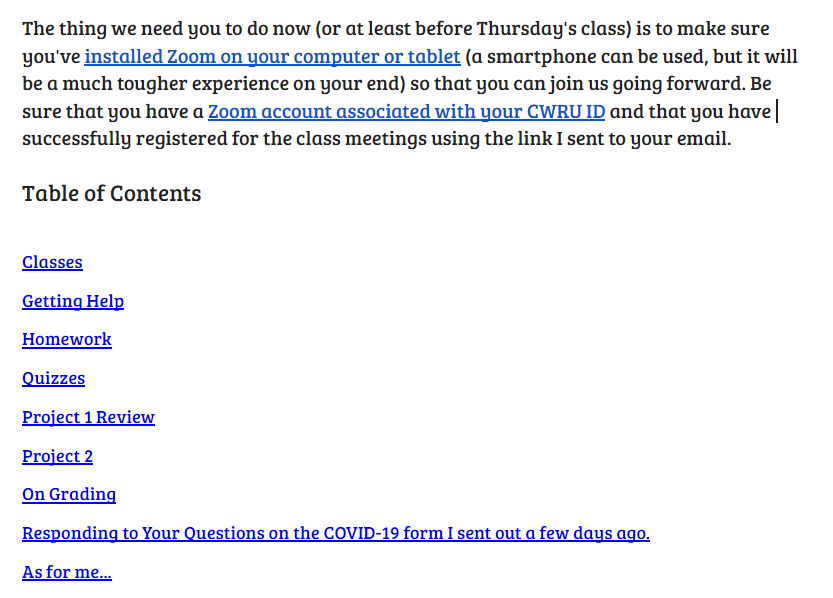 The thing we need you to do now (or at least before Thursday's class) is to make sure
you've installed Zoom on your computer or tablet (a smartphone can be used, but it will
be a much tougher experience on your end) so that you can join us going forward. Be
sure that you have a Zoom account associated with your CWRU ID and that you have
successfully registered for the class meetings using the link I sent to your email.
Table of Contents
Classes
Getting Help
Homework
Quizzes
Project 1 Review
Project 2
On Grading
Responding to Your Questions on the COVID-19 form I sent out a few days ago.
As for me...